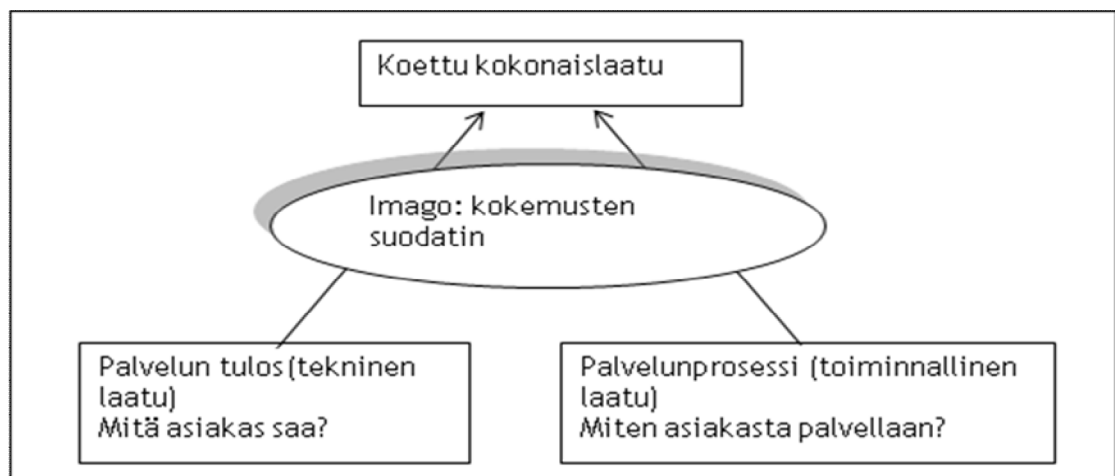 Koettu kokonaislaatu
Imago: kokemusten
suodatin
Palvelun tulos(tekninen
laatu)
Mitä asiakas saa?
Palvelunprosessi (toiminnallinen
laatu)
Miten asiakasta palvellaan?